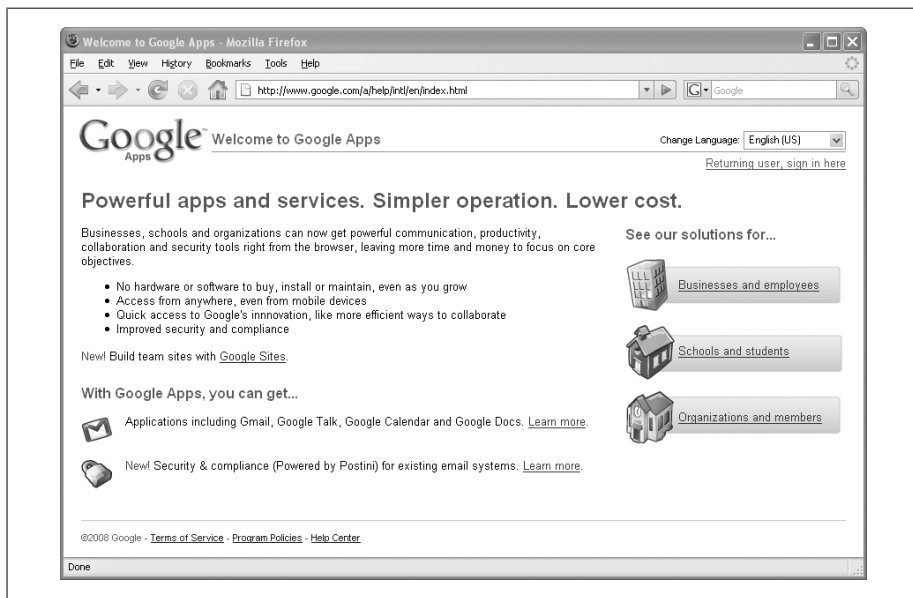 Welcome to Google Apps - Mozilla Firefox
File Edit View History Bookmarks Tools Help
http://www.google.com/a/help/intl/en/index.html
G Google
Google™ Apps
Welcome to Google Apps
Change Language: English (US)
Returning user, sign in here
Powerful apps and services. Simpler operation. Lower cost.
Businesses, schools and organizations can now get powerful communication, productivity,
collaboration and security tools right from the browser, leaving more time and money to focus on core
objectives.
• No hardware or software to buy, install or maintain, even as you grow
• Access from anywhere, even from mobile devices
• Quick access to Google's innnovation, like more efficient ways to collaborate
• Improved security and compliance
New! Build team sites with Google Sites.
With Google Apps, you can get...
Applications including Gmail, Google Talk, Google Calendar and Google Docs. Learn more.
New! Security & compliance (Powered by Postini) for existing email systems. Learn more.
See our solutions for...
Businesses and employees
Schools and students
Organizations and members
©2008 Google - Terms of Service - Program Policies - Help Center
Done